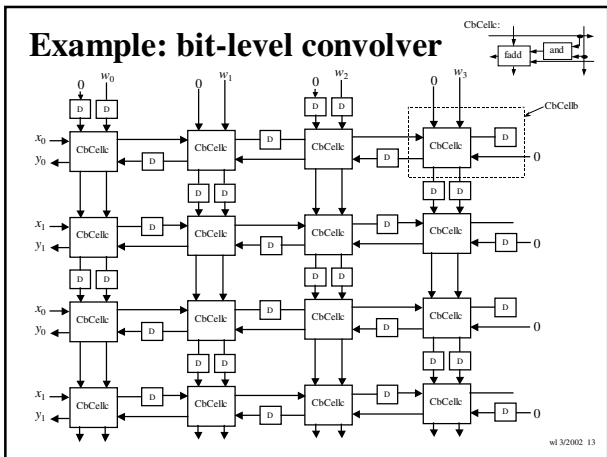 Example: bit-level convolver
CbCellc:
fadd
and
0 w0 0 w1 0 w2 0 w3
D D D D
CbCellb
x0 CbCellc CbCellc D CbCellc CbCellc D
y0 D D 0
D D D D
x1 CbCellc D CbCellc CbCellc D CbCellc
y1 D D 0
D D D D
x0 CbCellc CbCellc D CbCellc CbCellc D
y0 D D 0
D D D D
x1 CbCellc D CbCellc CbCellc D CbCellc
y1 D D 0
wl 3/2002 13